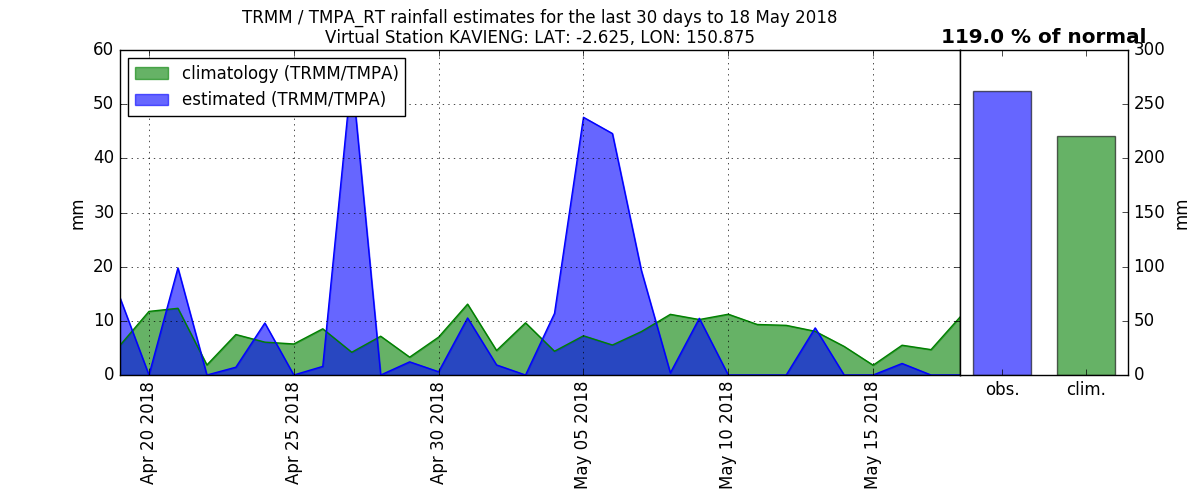 TRMM / TMPA_RT rainfall estimates for the last 30 days to 18 May 2018
Virtual Station KAVIENG: LAT: -2.625, LON: 150.875
119.0 % of normal
climatology (TRMM/TMPA)
estimated (TRMM/TMPA)
60
50
40
30
20
10
0
mm
Apr 20 2018
Apr 25 2018
Apr 30 2018
May 05 2018
May 10 2018
May 15 2018
300
250
200
150
100
50
0
mm
obs.
clim.